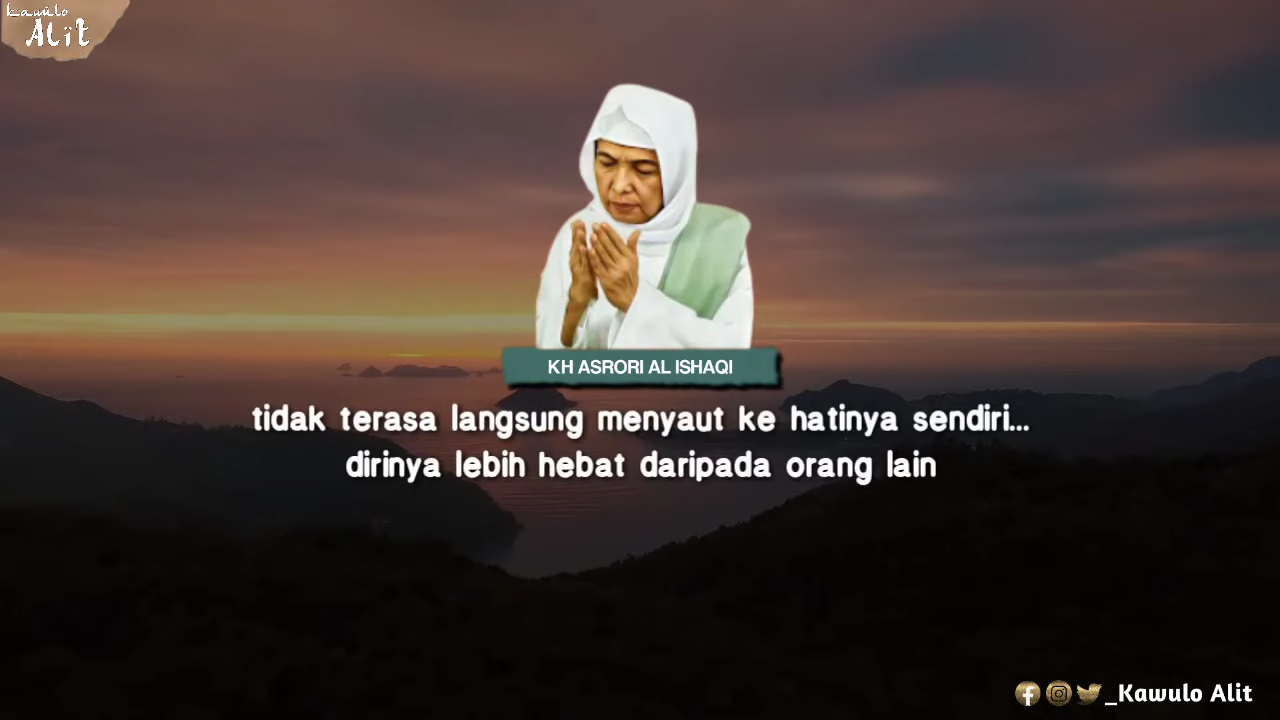 Kawulo
Alit
KH ASRORI AL ISHAQI
tidak terasa langsung menyaut ke hatinya sendiri...
dirinya lebih hebat daripada orang lain
_Kawulo Alit